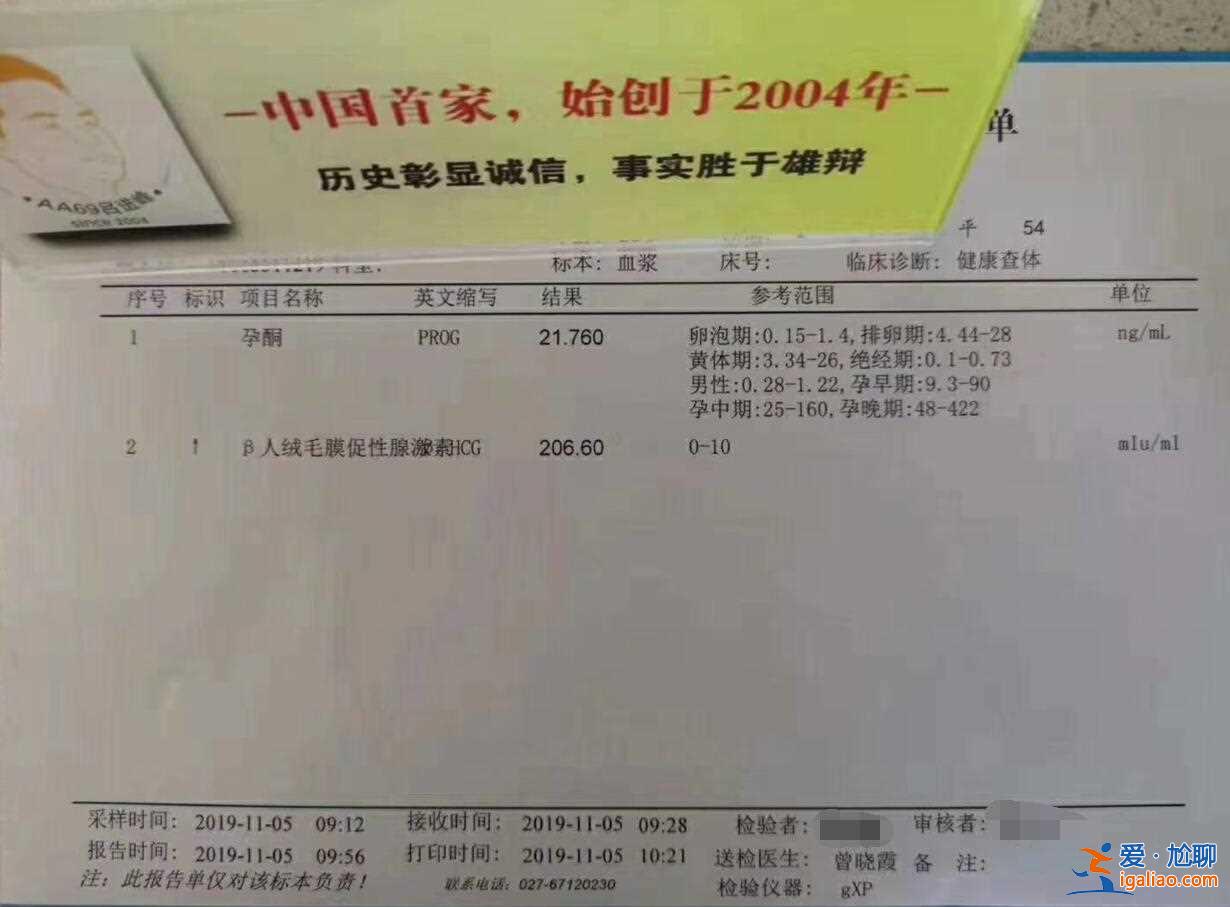 -中国首家，始创于2004年-
历史彰显诚信，事实胜于雄辩
AA69吕进峰
SINCE 2004
单
平 54
标本: 血浆 床号: 临床诊断: 健康查体
序号 标识 项目名称 英文缩写 结果 参考范围 单位
1 孕酮 PROG 21.760 卵泡期:0.15-1.4,排卵期:4.44-28 ng/mL
黄体期:3.34-26,绝经期:0.1-0.73
男性:0.28-1.22,孕早期:9.3-90
孕中期:25-160,孕晚期:48-422
2 ↑ β人绒毛膜促性腺激素 HCG 206.60 0-10 mIu/ml
采样时间: 2019-11-05 09:12 接收时间: 2019-11-05 09:28 检验者: 审核者:
报告时间: 2019-11-05 09:56 打印时间: 2019-11-05 10:21 送检医生: 曾晓霞 备 注:
注: 此报告单仅对该标本负责! 联系电话: 027-67120230 检验仪器: gXP
爱·尬聊
igaliao.com